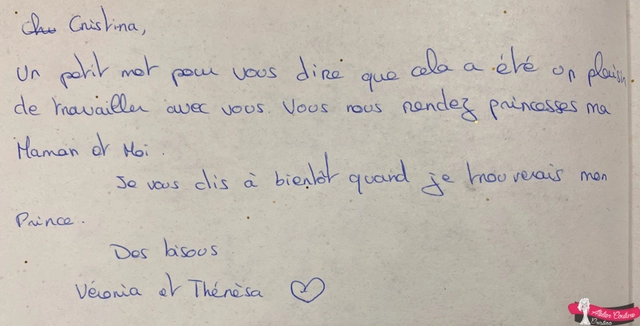 Cristina,
Un petit mot pour vous dire que cela a été un plaisir.
de travailler avec vous. Vous nous rendez princesses ma
Maman et Moi.
Je vous dis à bientôt quand je trouverais mon
Prince.
Des bisous
Véronia et Thérèsa
Atelier Couture
Cristina